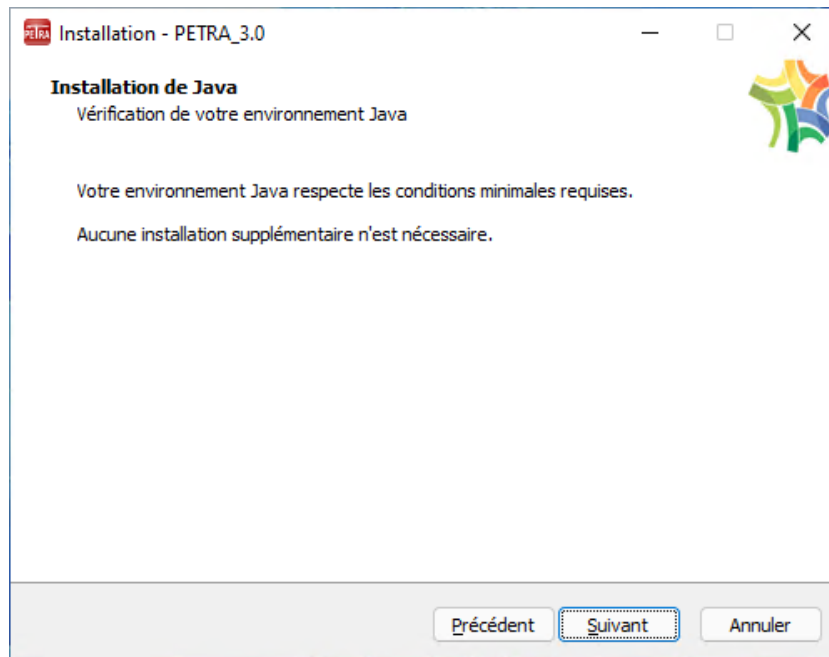 PETRA Installation - PETRA_3.0
Installation de Java
Vérification de votre environnement Java
Votre environnement Java respecte les conditions minimales requises.
Aucune installation supplémentaire n'est nécessaire.
Précédent Suivant Annuler